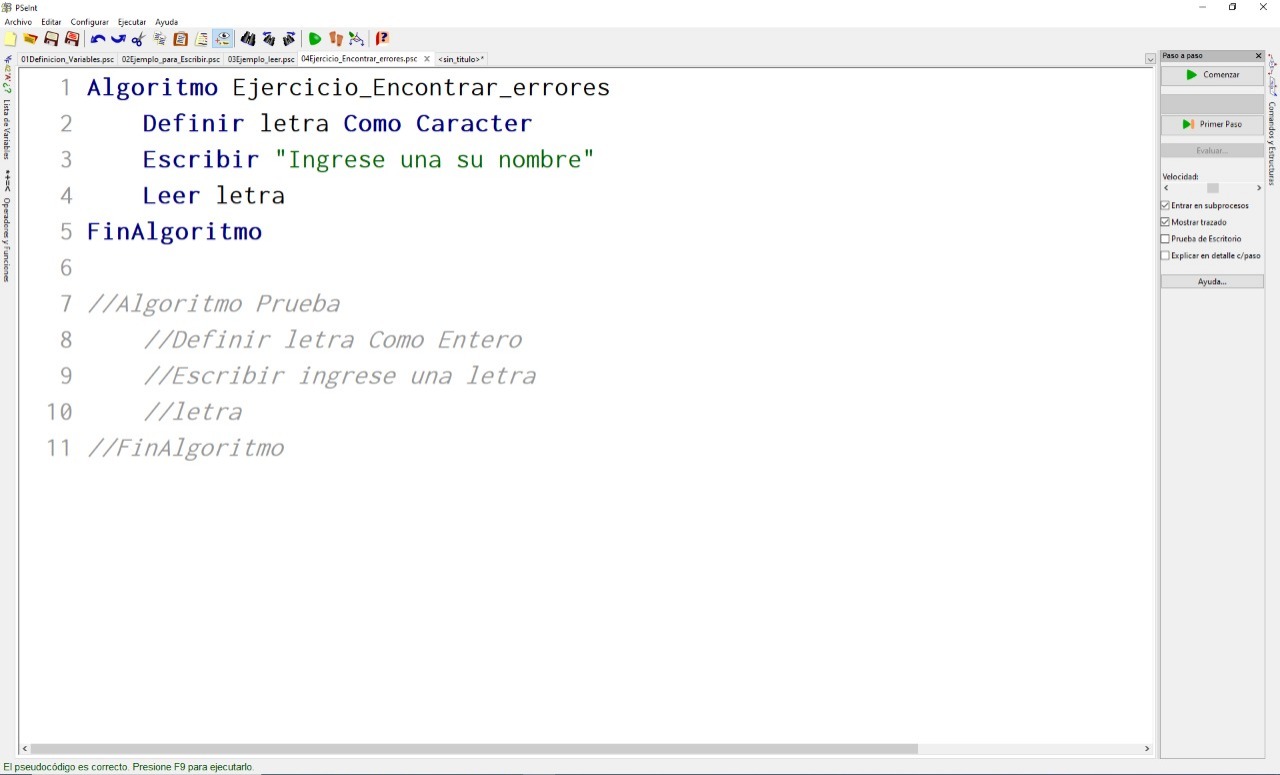 PSeInt
Archivo Editar Configurar Ejecutar Ayuda
01Definicion_Variables.psc 02Ejemplo_para_Escribir.psc 03Ejemplo_leer.psc 04Ejercicio_Encontrar_errores.psc X <sin_titulo>*
1 Algoritmo Ejercicio_Encontrar_errores
2 Definir letra Como Caracter
3 Escribir "Ingrese una su nombre"
4 Leer letra
5 FinAlgoritmo
6
7 //Algoritmo Prueba
8 //Definir letra Como Entero
9 //Escribir ingrese una letra
10 //letra
11 //FinAlgoritmo
Lista de Variables
Operadores y Funciones
Paso a paso
Comenzar
Primer Paso
Evaluar...
Velocidad:
Entrar en subprocesos
Mostrar trazado
Prueba de Escritorio
Explicar en detalle c/paso
Ayuda...
Comandos y Estructuras
El pseudocódigo es correcto. Presione F9 para ejecutarlo.